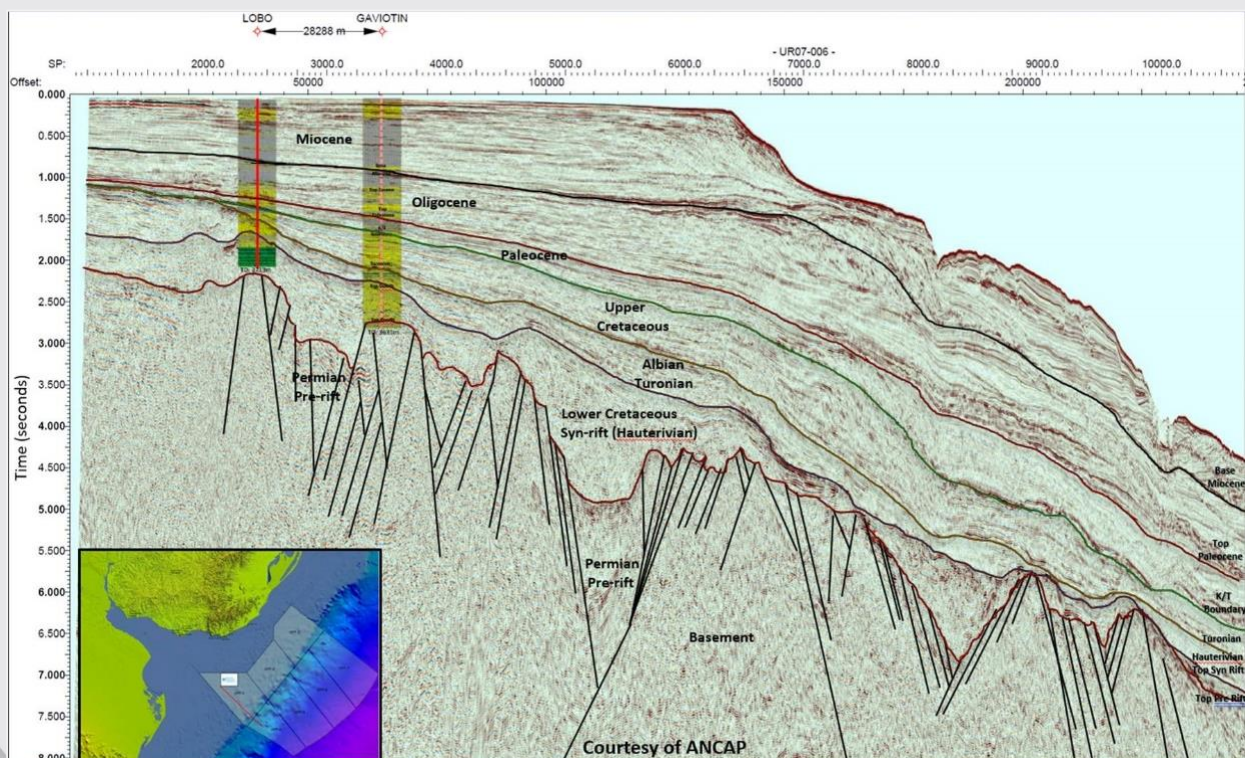 LOBO GAVIOTIN
28288 m
- UR07-006 -
SP: 2000.0 3000.0 4000.0 5000.0 6000.0 7000.0 8000.0 9000.0 10000.0
Offset: 50000 100000 150000 200000
0.000
0.500
1.000
1.500
2.000
2.500
3.000
3.500
4.000
4.500
5.000
5.500
6.000
6.500
7.000
7.500
8.000
Time (seconds)
Miocene
Oligocene
Paleocene
Upper
Cretaceous
Albian
Turonian
Permian
Pre-rift
Lower Cretaceous
Syn-rift (Hauterivian)
Permian
Pre-rift
Basement
Base
Miocene
Top
Paleocene
K/T
Boundary
Turonian
Hauterivian
Top Syn Rift
Top Pre Rift
Courtesy of ANCAP